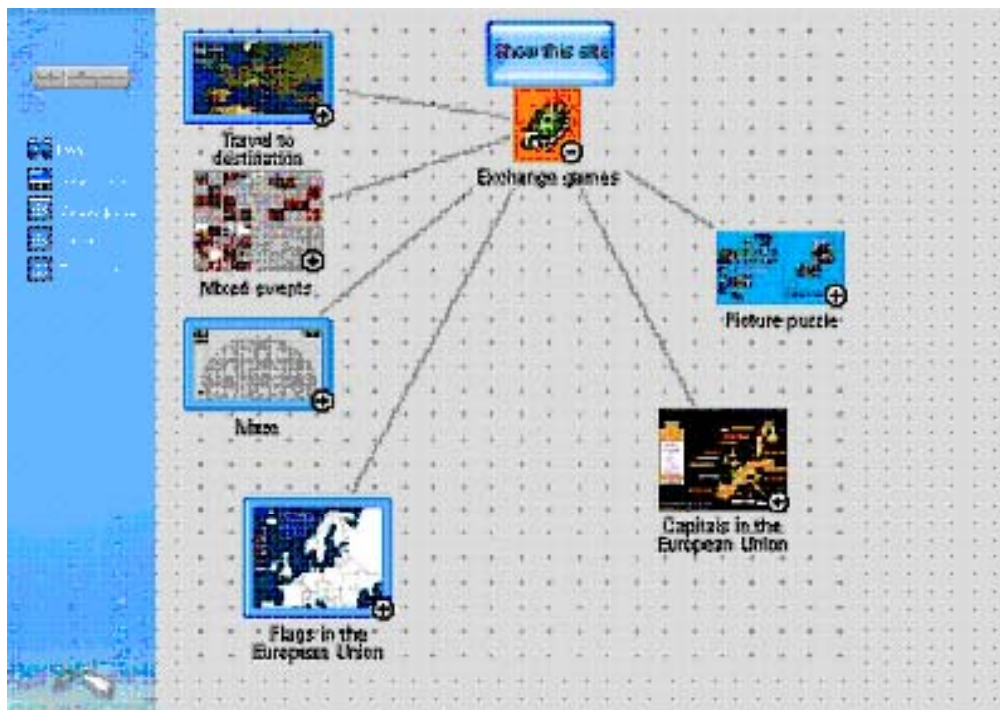 Show this site
Exchange games
Travel to
destination
Mixed events
Maze
Flags in the
European Union
Picture puzzle
Capitals in the
European Union